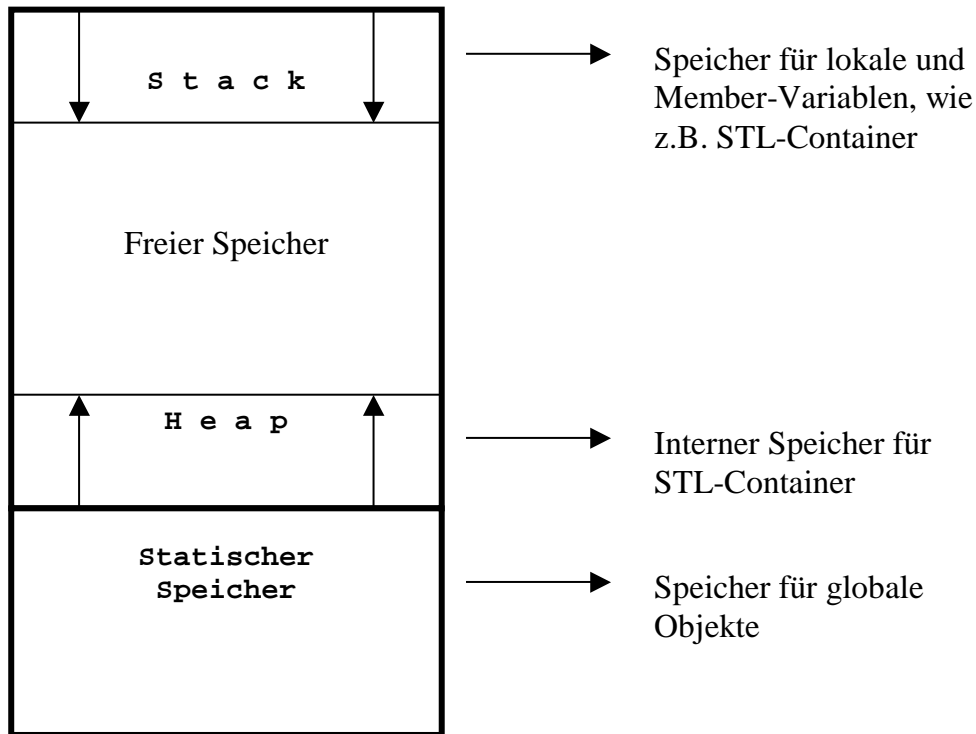 S t a c k
Speicher für lokale und
Member-Variablen, wie
z.B. STL-Container
Freier Speicher
H e a p
Interner Speicher für
STL-Container
Statischer
Speicher
Speicher für globale
Objekte